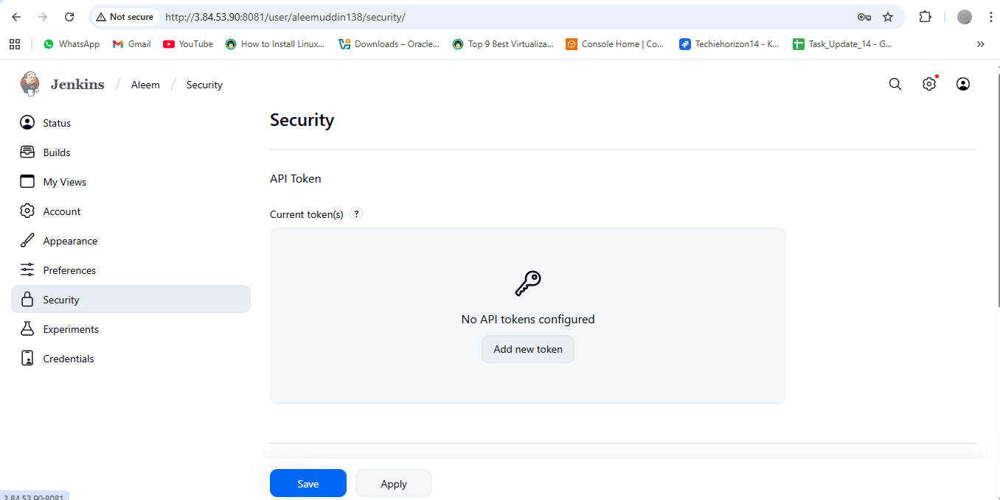 Not secure http://3.84.53.90:8081/user/aleemuddin138/security/
WhatsApp Gmail YouTube How to Install Linux... Downloads – Oracle... Top 9 Best Virtualiza... Console Home | Co... Techiehorizon14 - K... Task_Update_14 - G... »
Jenkins / Aleem / Security
Status
Builds
My Views
Account
Appearance
Preferences
Security
Experiments
Credentials
Security
API Token
Current token(s) ?
No API tokens configured
Add new token
Save Apply
3.84.53.90:8081